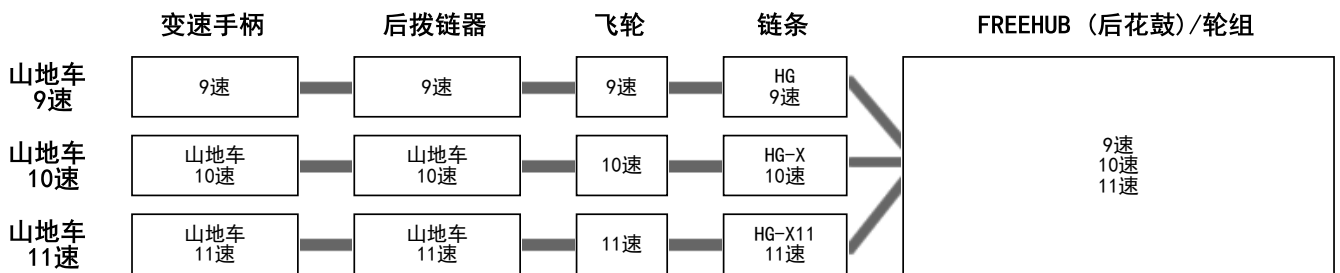 变速手柄 后拨链器 飞轮 链条 FREEHUB (后花鼓)/轮组
山地车
9速
9速
9速
9速
HG
9速
山地车
10速
山地车
10速
山地车
10速
10速
HG-X
10速
山地车
11速
山地车
11速
山地车
11速
11速
HG-X11
11速
9速
10速
11速